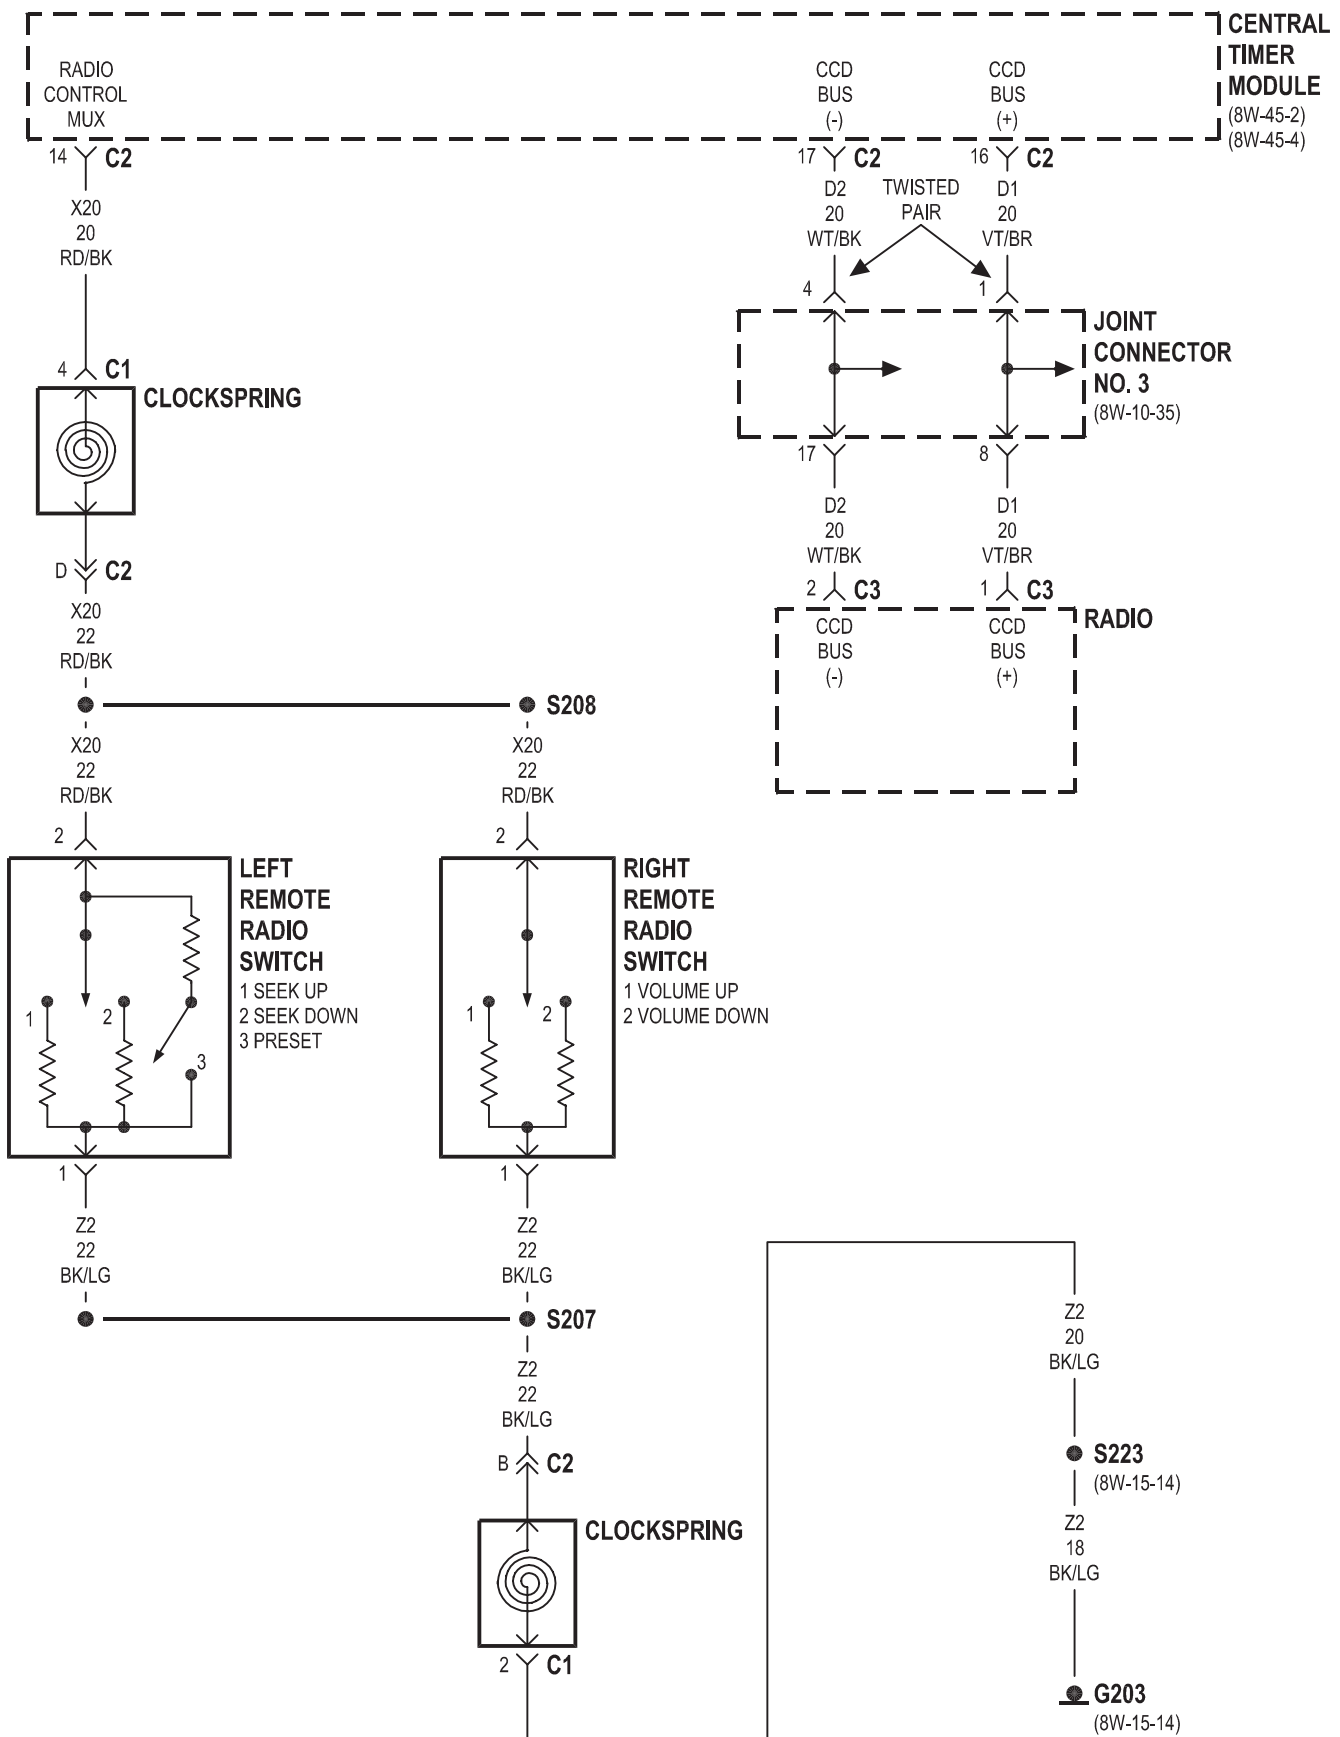 CENTRAL
TIMER
MODULE
(8W-45-2)
(8W-45-4)
RADIO
CONTROL
MUX
CCD
BUS
(-)
CCD
BUS
(+)
14 C2
17 C2
16 C2
X20
20
RD/BK
D2
20
WT/BK
TWISTED
PAIR
D1
20
VT/BR
4
1
JOINT
CONNECTOR
NO. 3
(8W-10-35)
4 C1
CLOCKSPRING
17
8
D2
20
WT/BK
D1
20
VT/BR
D C2
2 C3
1 C3
RADIO
CCD
BUS
(-)
CCD
BUS
(+)
X20
22
RD/BK
S208
X20
22
RD/BK
X20
22
RD/BK
2
2
LEFT
REMOTE
RADIO
SWITCH
1 SEEK UP
2 SEEK DOWN
3 PRESET
RIGHT
REMOTE
RADIO
SWITCH
1 VOLUME UP
2 VOLUME DOWN
1
2
3
1
2
1
1
Z2
22
BK/LG
Z2
22
BK/LG
S207
Z2
22
BK/LG
B C2
CLOCKSPRING
2 C1
Z2
20
BK/LG
S223
(8W-15-14)
Z2
18
BK/LG
G203
(8W-15-14)